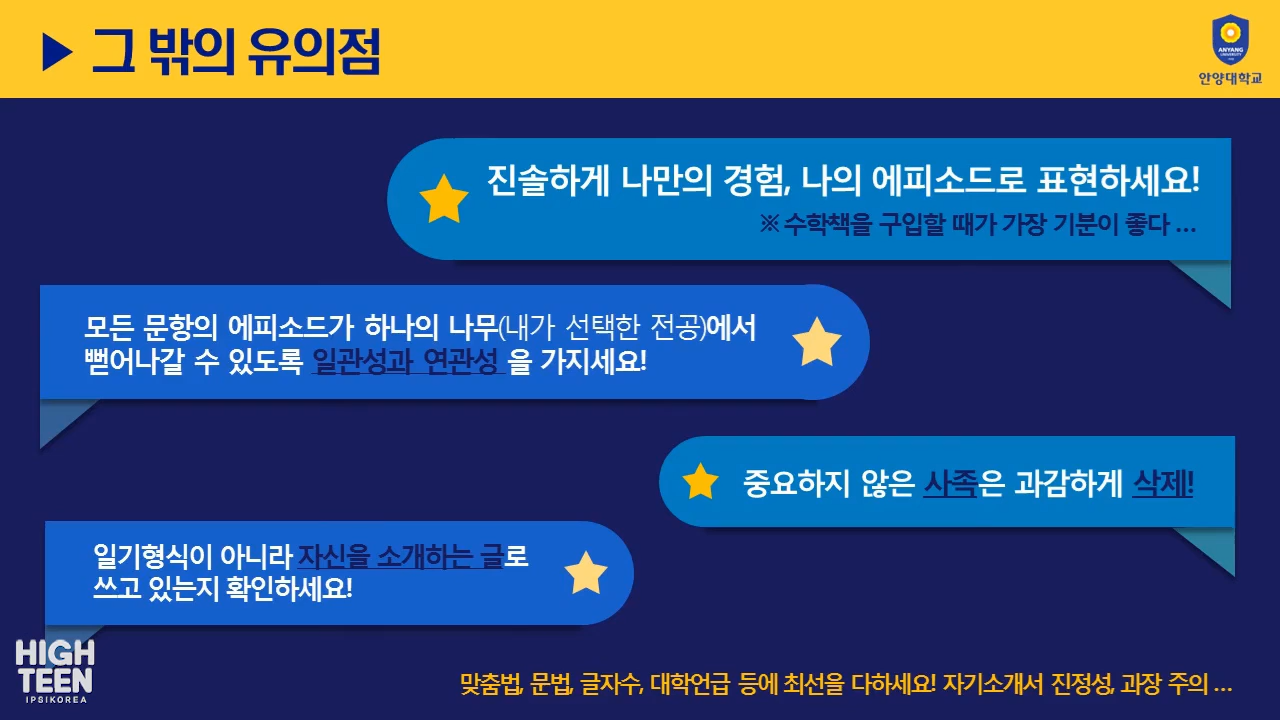 ▶ 그 밖의 유의점
ANYANG
UNIVERSITY
안양대학교
진솔하게 나만의 경험, 나의 에피소드로 표현하세요!
※ 수학책을 구입할 때가 가장 기분이 좋다 …
모든 문항의 에피소드가 하나의 나무(내가 선택한 전공)에서
뻗어나갈 수 있도록 일관성과 연관성 을 가지세요!
중요하지 않은 사족은 과감하게 삭제!
일기형식이 아니라 자신을 소개하는 글로
쓰고 있는지 확인하세요!
HIGH
TEEN
IPSIKOREA
맞춤법, 문법, 글자수, 대학언급 등에 최선을 다하세요! 자기소개서 진정성, 과장 주의 …